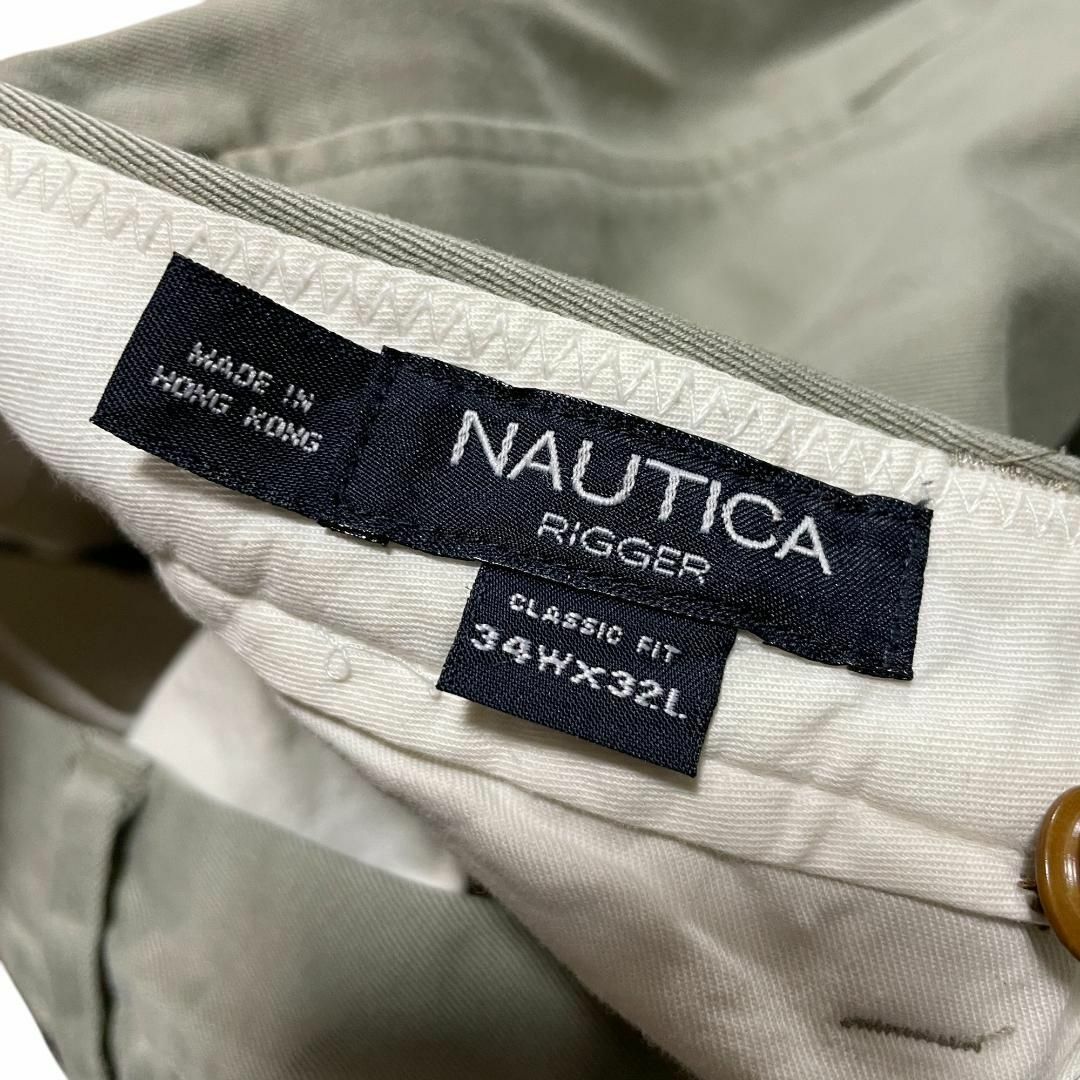 MADE IN
HONG KONG
NAUTICA
RIGGER
CLASSIC FIT
34WX32L